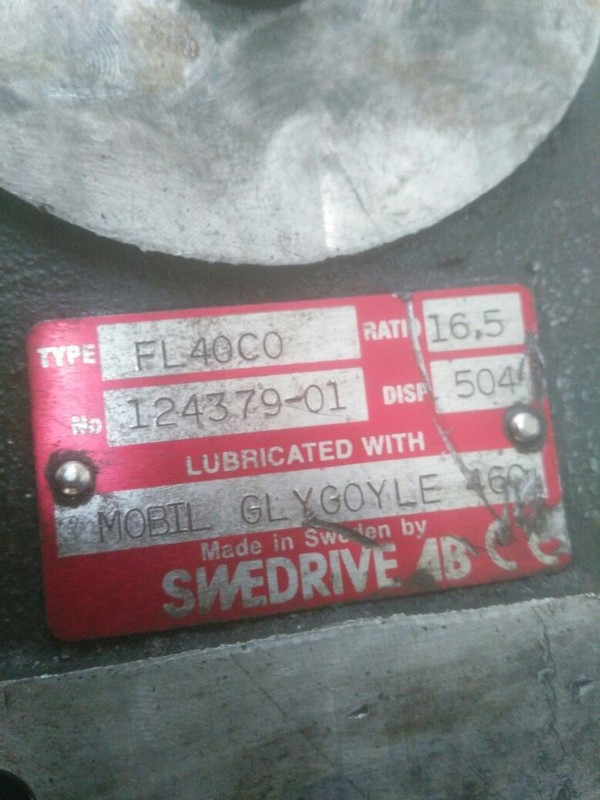 TYPE FL40CO RATIO 16,5
No 124379-01 DISP 504
LUBRICATED WITH
MOBIL GLYGOYLE 460
Made in Sweden by
SWEDRIVE AB CE